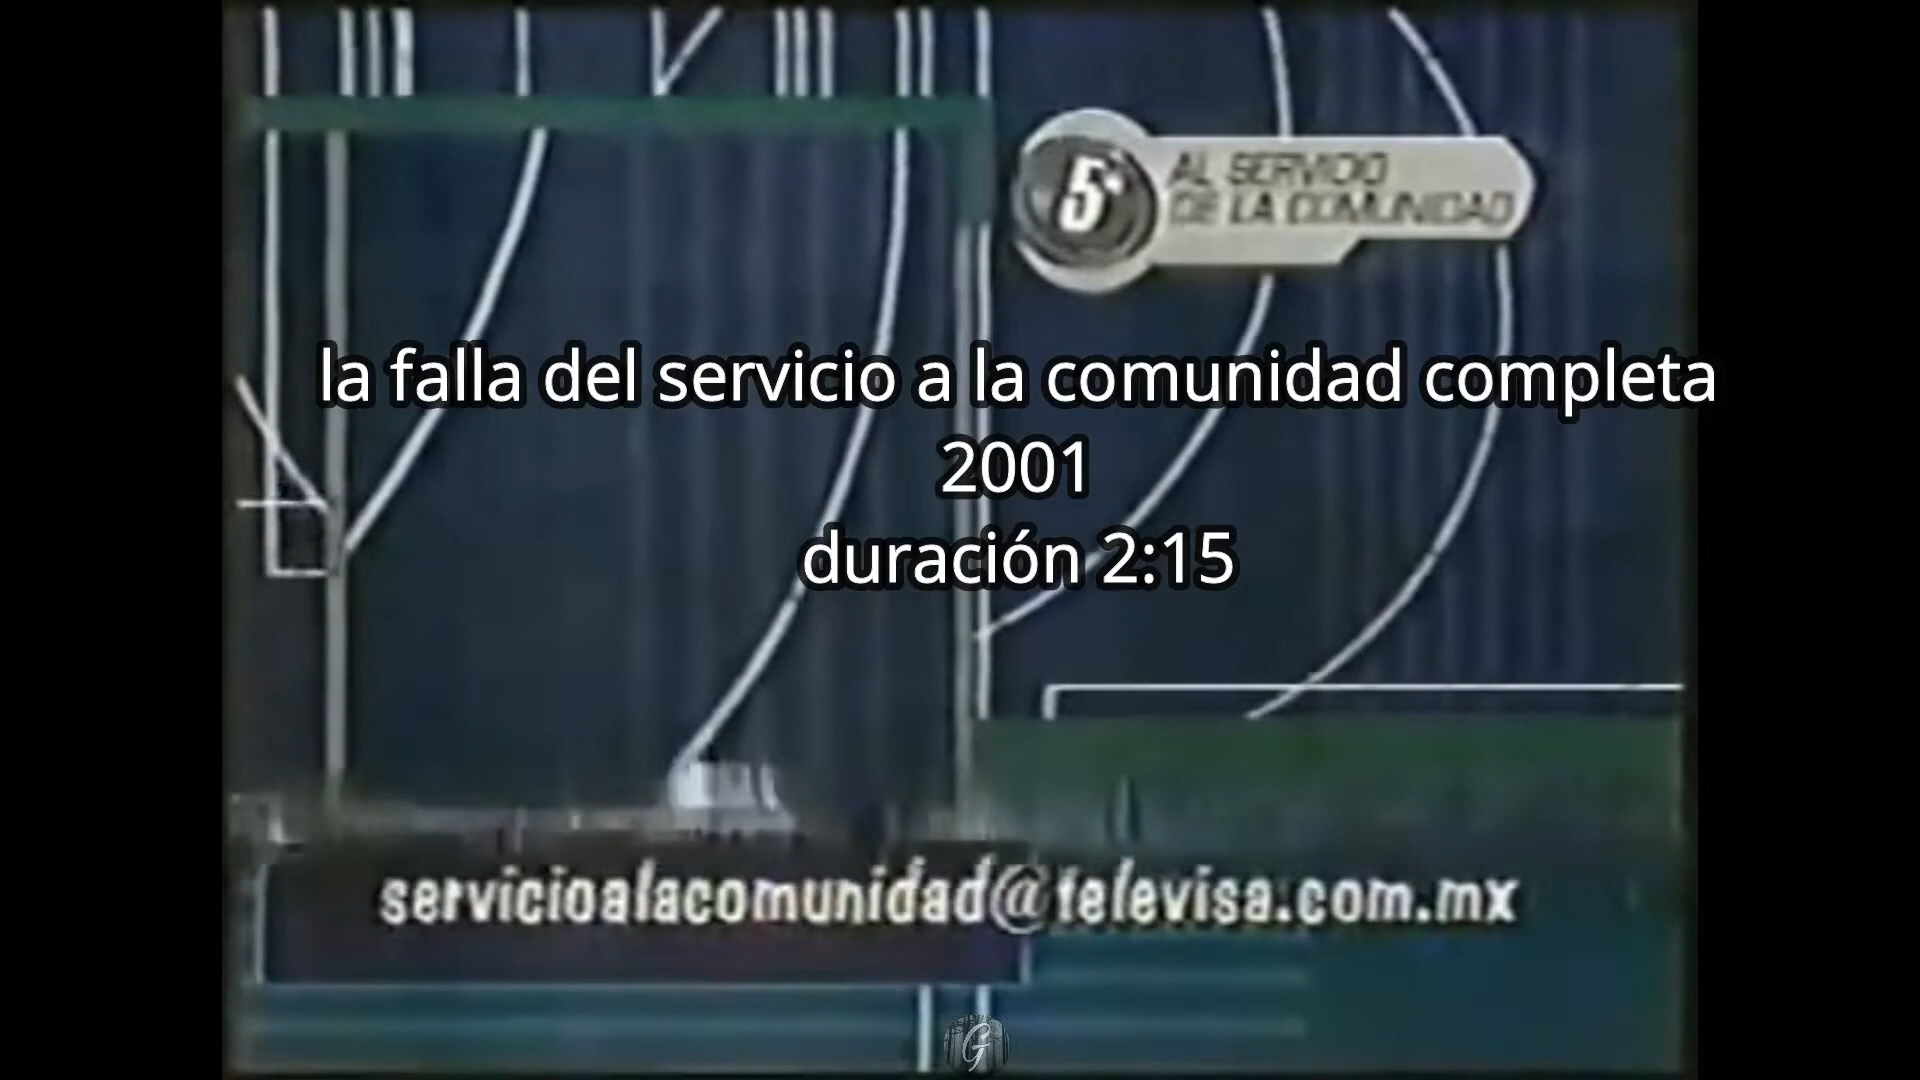 5*
AL SERVICIO
DE LA COMUNIDAD
la falla del servicio a la comunidad completa
2001
duración 2:15
servicioalacomunidad@televisa.com.mx
G